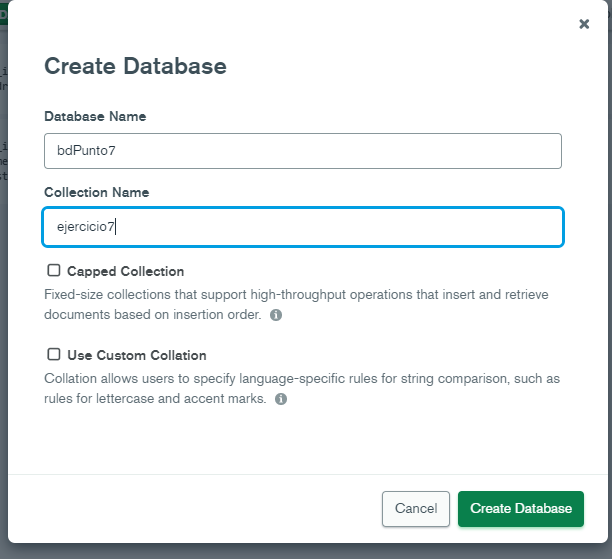 Create Database
Database Name
bdPunto7
Collection Name
ejercicio7
Capped Collection
Fixed-size collections that support high-throughput operations that insert and retrieve
documents based on insertion order.
Use Custom Collation
Collation allows users to specify language-specific rules for string comparison, such as
rules for lettercase and accent marks.
Cancel
Create Database